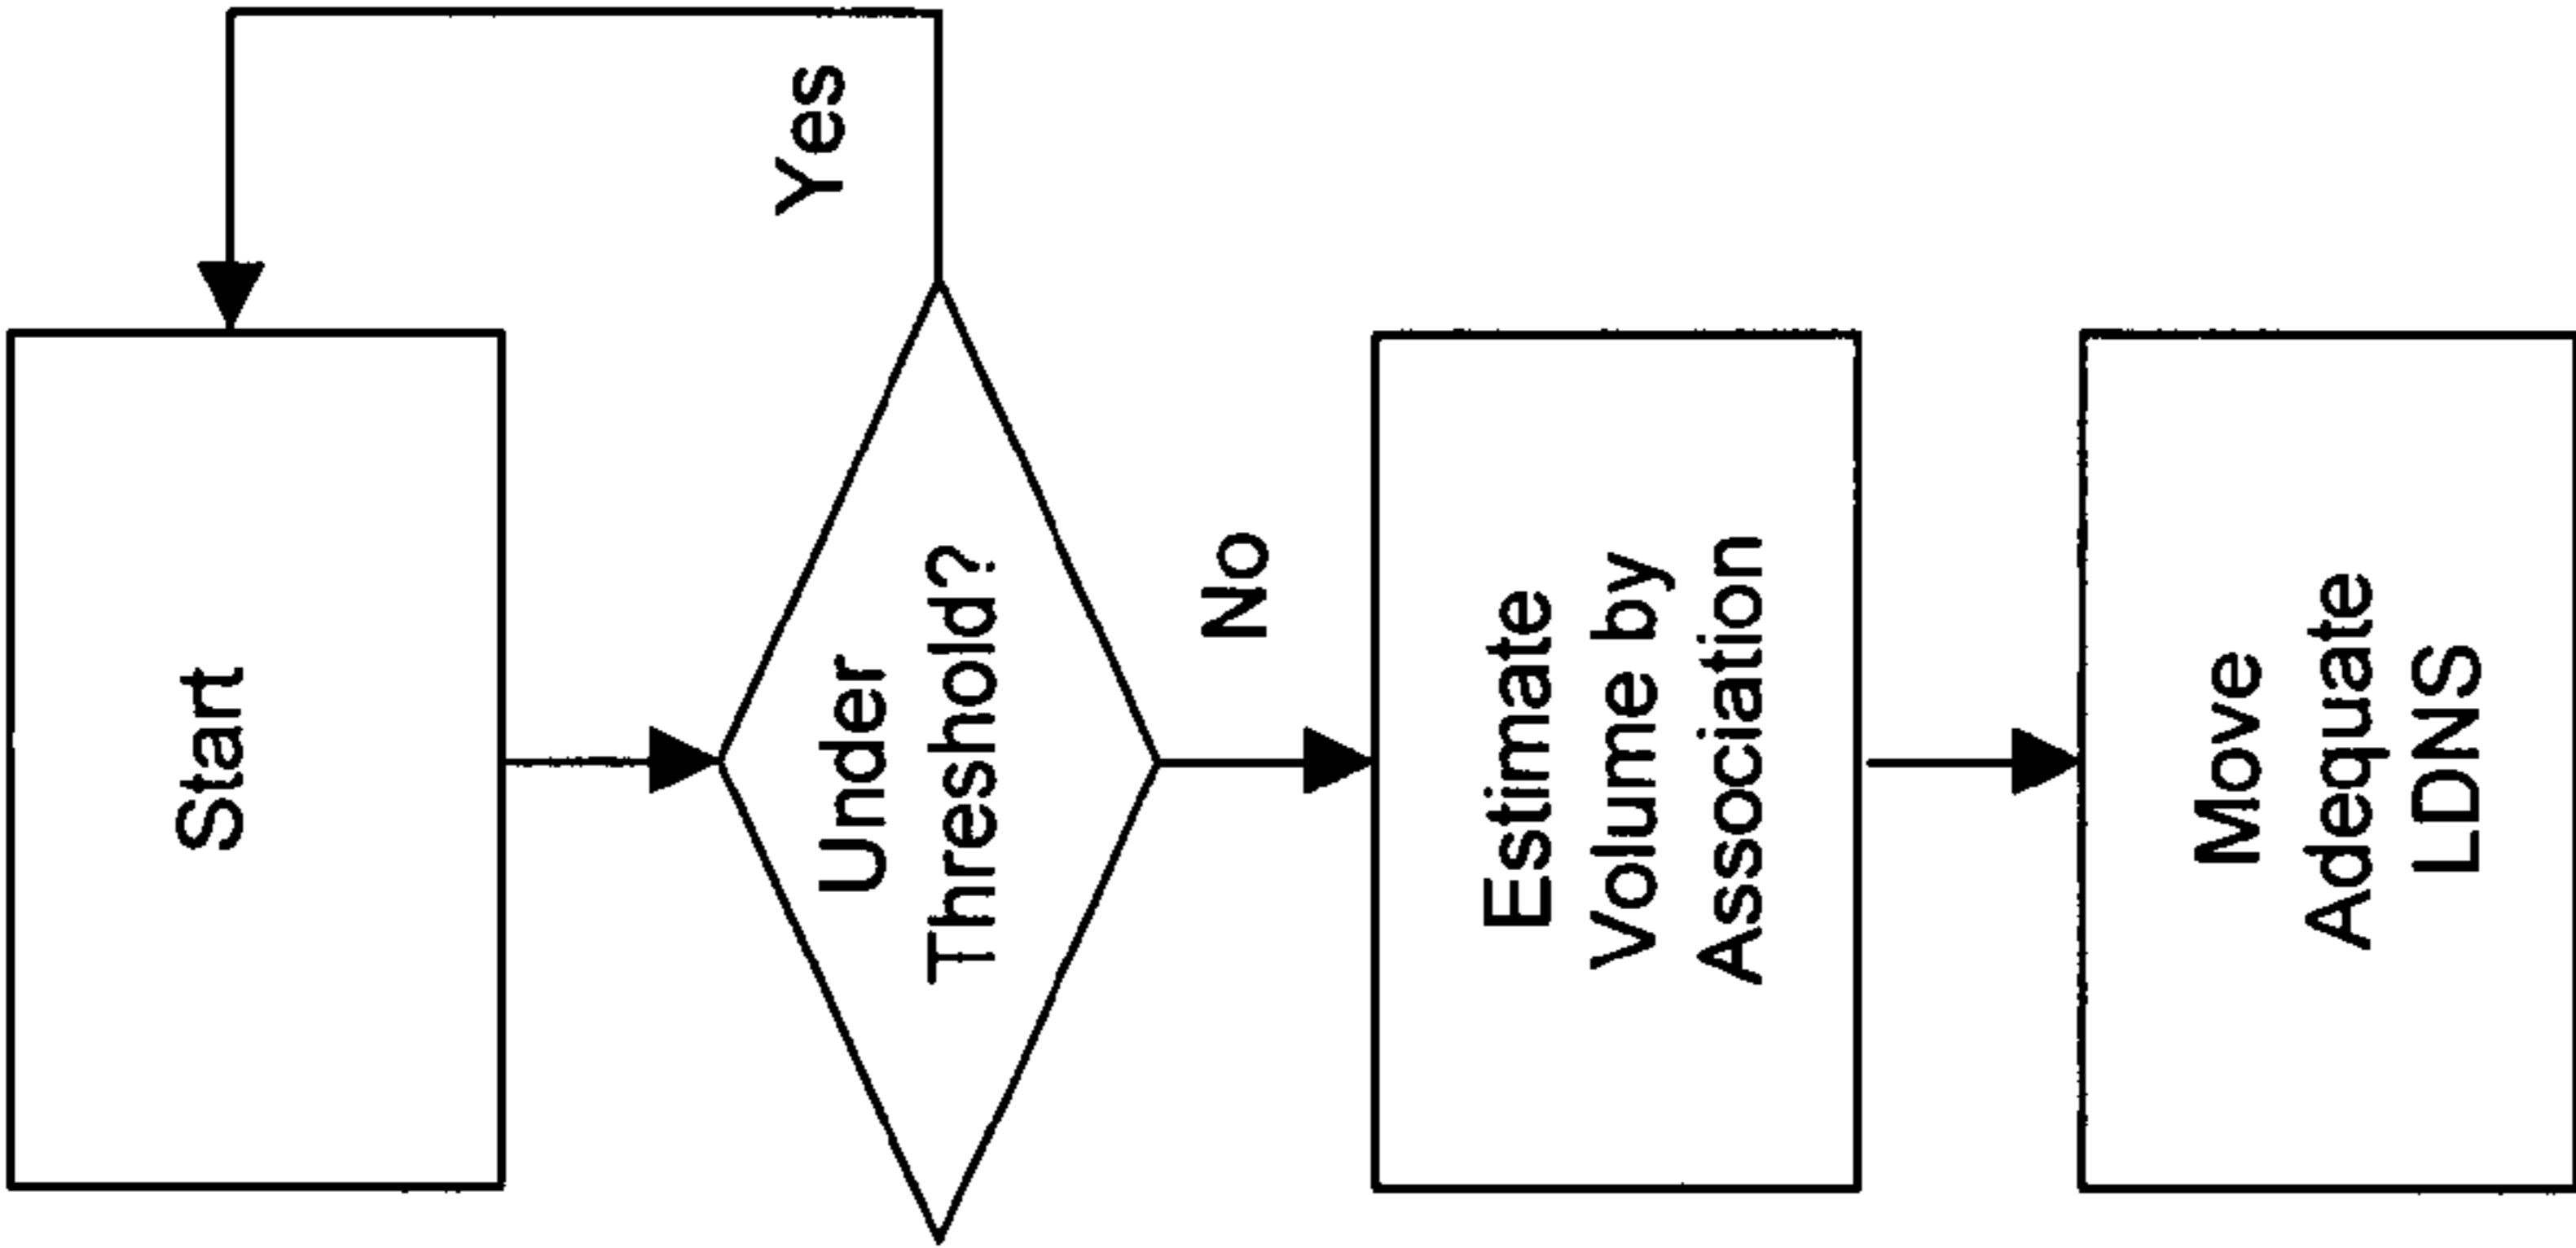 Start
Under
Threshold?
Yes
No
Estimate
Volume by
Association
Move
Adequate
LDNS